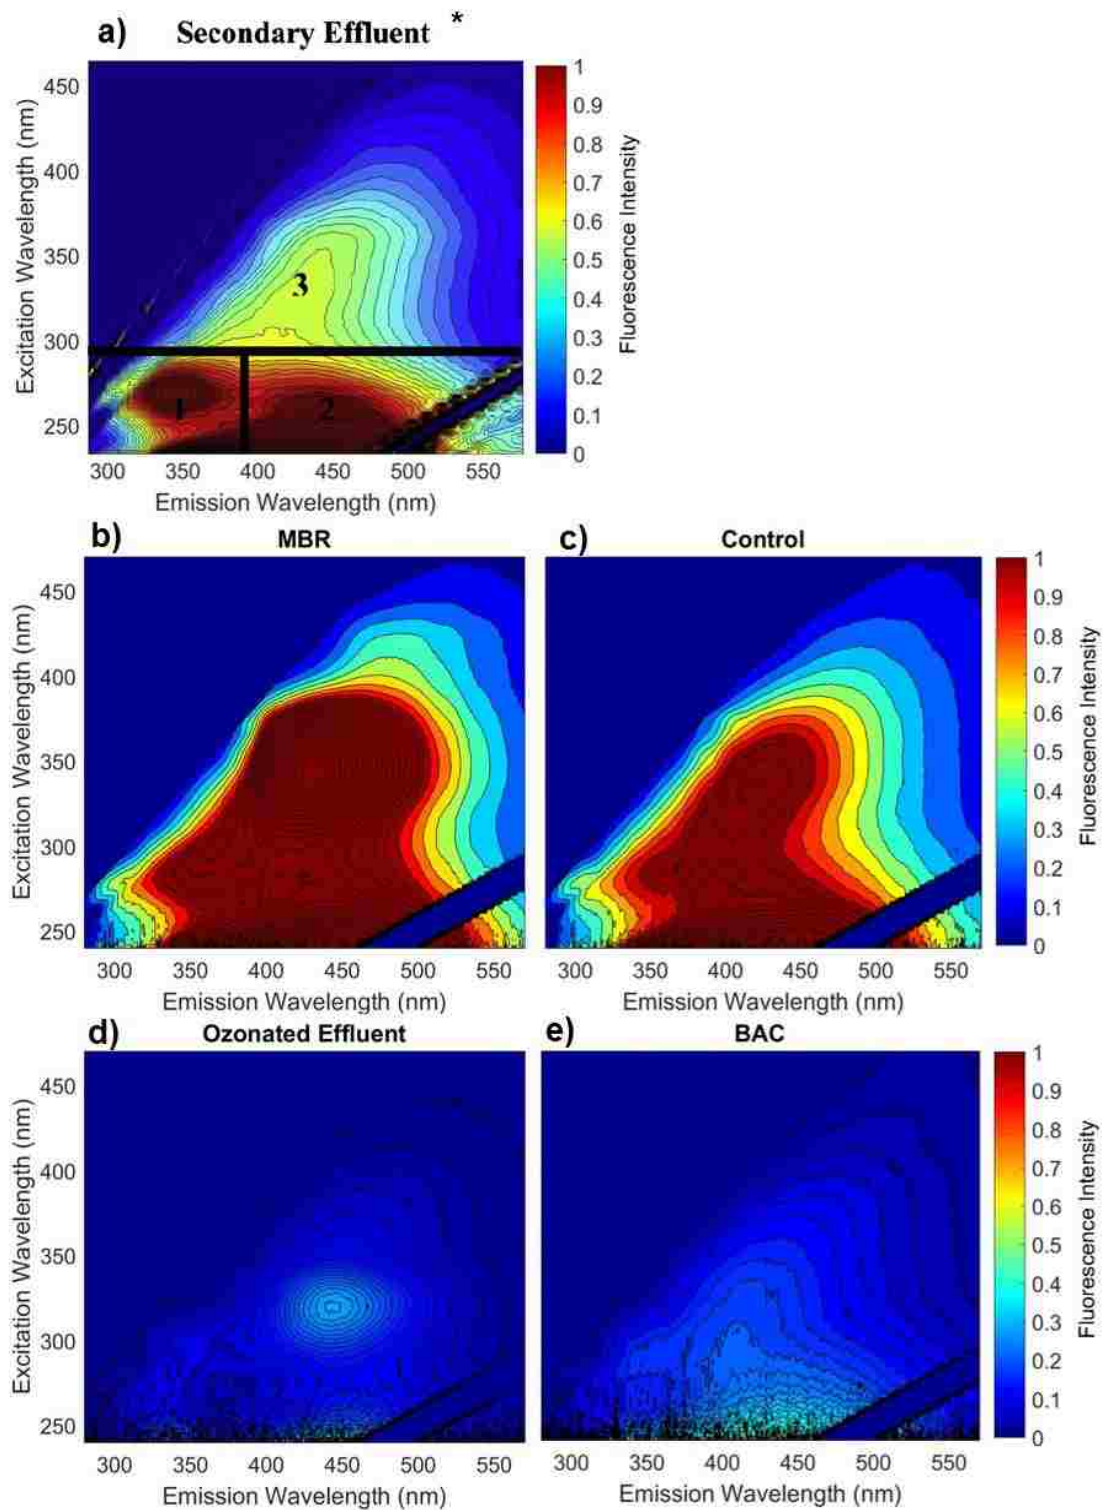 a) Secondary Effluent *
450
400
350
300
250
Excitation Wavelength (nm)
3
1
2
300 350 400 450 500 550
Emission Wavelength (nm)
1
0.9
0.8
0.7
0.6
0.5
0.4
0.3
0.2
0.1
0
Fluorescence Intensity
b) MBR
450
400
350
300
250
Excitation Wavelength (nm)
300 350 400 450 500 550
Emission Wavelength (nm)
c) Control
300 350 400 450 500 550
Emission Wavelength (nm)
1
0.9
0.8
0.7
0.6
0.5
0.4
0.3
0.2
0.1
0
Fluorescence Intensity
d) Ozonated Effluent
450
400
350
300
250
Excitation Wavelength (nm)
300 350 400 450 500 550
Emission Wavelength (nm)
e) BAC
300 350 400 450 500 550
Emission Wavelength (nm)
1
0.9
0.8
0.7
0.6
0.5
0.4
0.3
0.2
0.1
0
Fluorescence Intensity